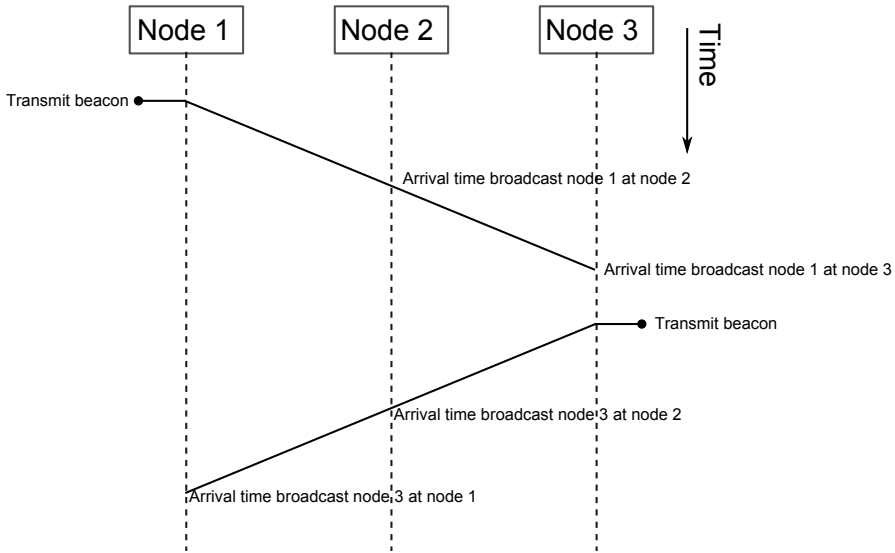 Node 1
Node 2
Node 3
Time
Transmit beacon
Arrival time broadcast node 1 at node 2
Arrival time broadcast node 1 at node 3
Transmit beacon
Arrival time broadcast node 3 at node 2
Arrival time broadcast node 3 at node 1